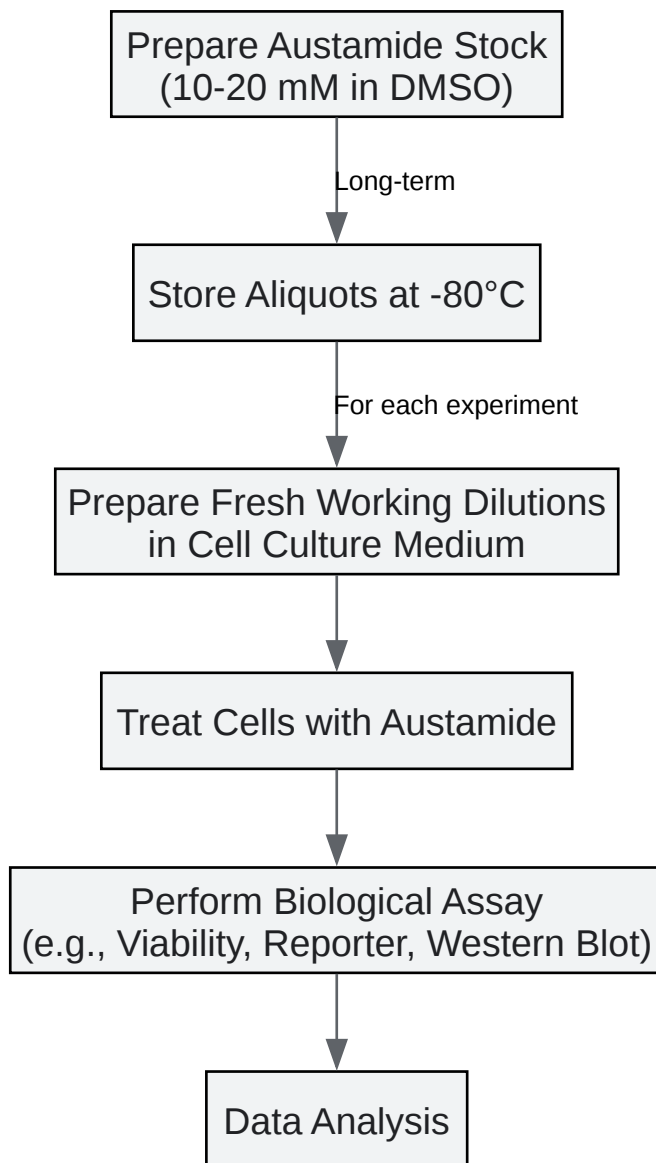 Prepare Austamide Stock
(10-20 mM in DMSO)
Long-term
Store Aliquots at -80°C
For each experiment
Prepare Fresh Working Dilutions
in Cell Culture Medium
Treat Cells with Austamide
Perform Biological Assay
(e.g., Viability, Reporter, Western Blot)
Data Analysis